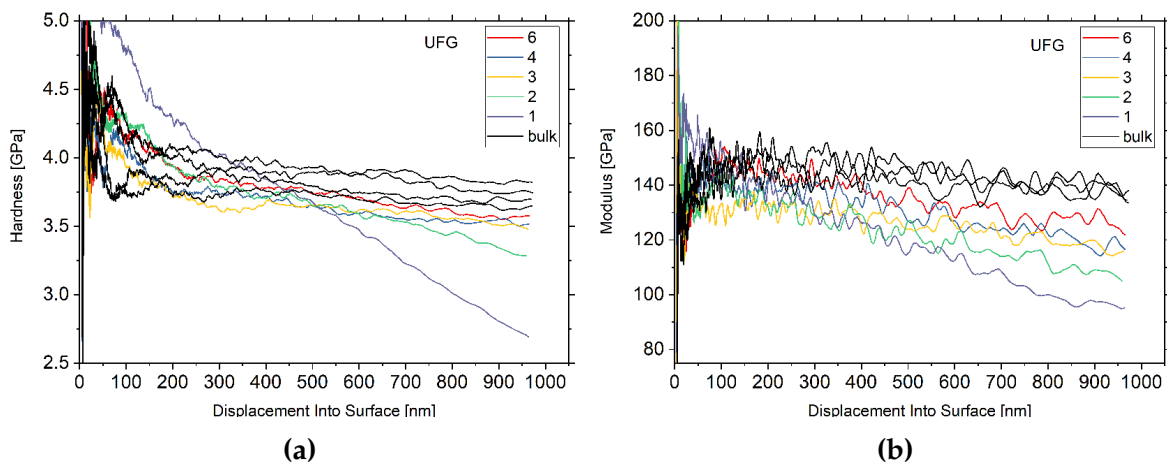 5.0
4.5
4.0
3.5
3.0
2.5
Hardness [GPa]
UFG
6
4
3
2
1
bulk
0 100 200 300 400 500 600 700 800 900 1000
Displacement Into Surface [nm]
(a)
200
180
160
140
120
100
80
Modulus [GPa]
UFG
6
4
3
2
1
bulk
0 100 200 300 400 500 600 700 800 900 1000
Displacement Into Surface [nm]
(b)